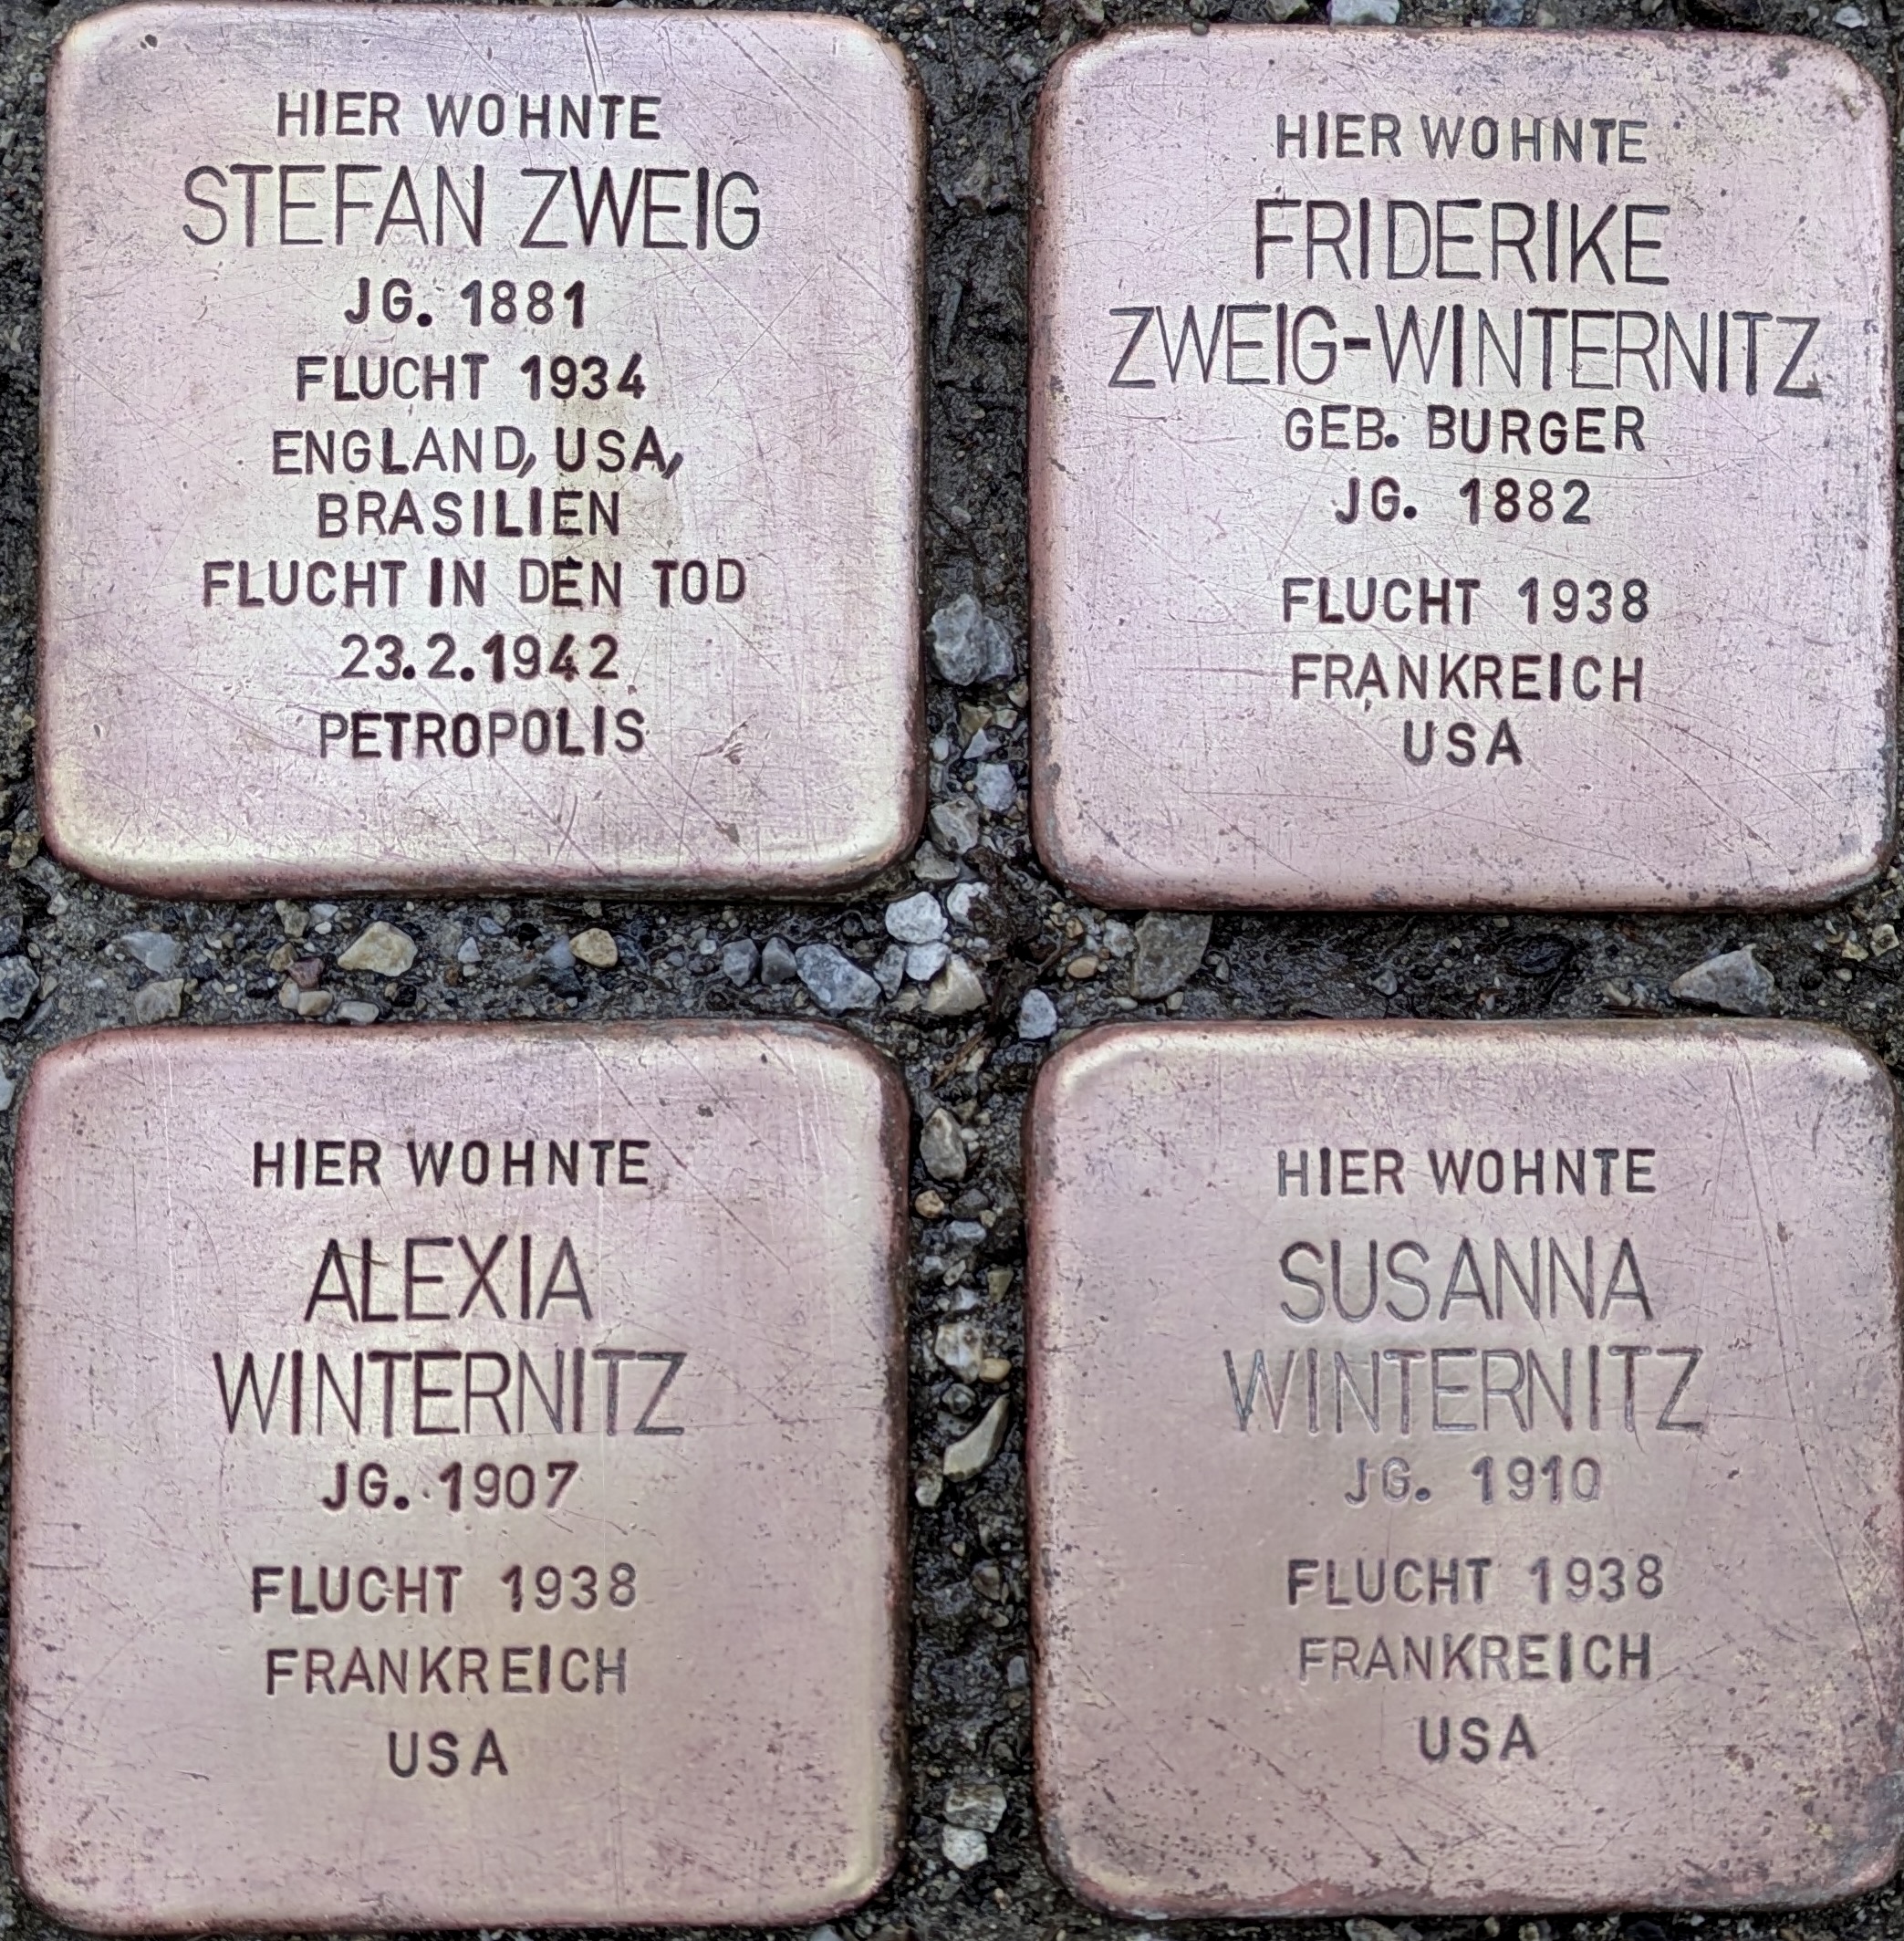 HIER WOHNTE
STEFAN ZWEIG
JG. 1881
FLUCHT 1934
ENGLAND, USA,
BRASILIEN
FLUCHT IN DEN TOD
23.2.1942
PETROPOLIS
HIER WOHNTE
FRIDERIKE
ZWEIG-WINTERNITZ
GEB. BURGER
JG. 1882
FLUCHT 1938
FRANKREICH
USA
HIER WOHNTE
ALEXIA
WINTERNITZ
JG. 1907
FLUCHT 1938
FRANKREICH
USA
HIER WOHNTE
SUSANNA
WINTERNITZ
JG. 1910
FLUCHT 1938
FRANKREICH
USA